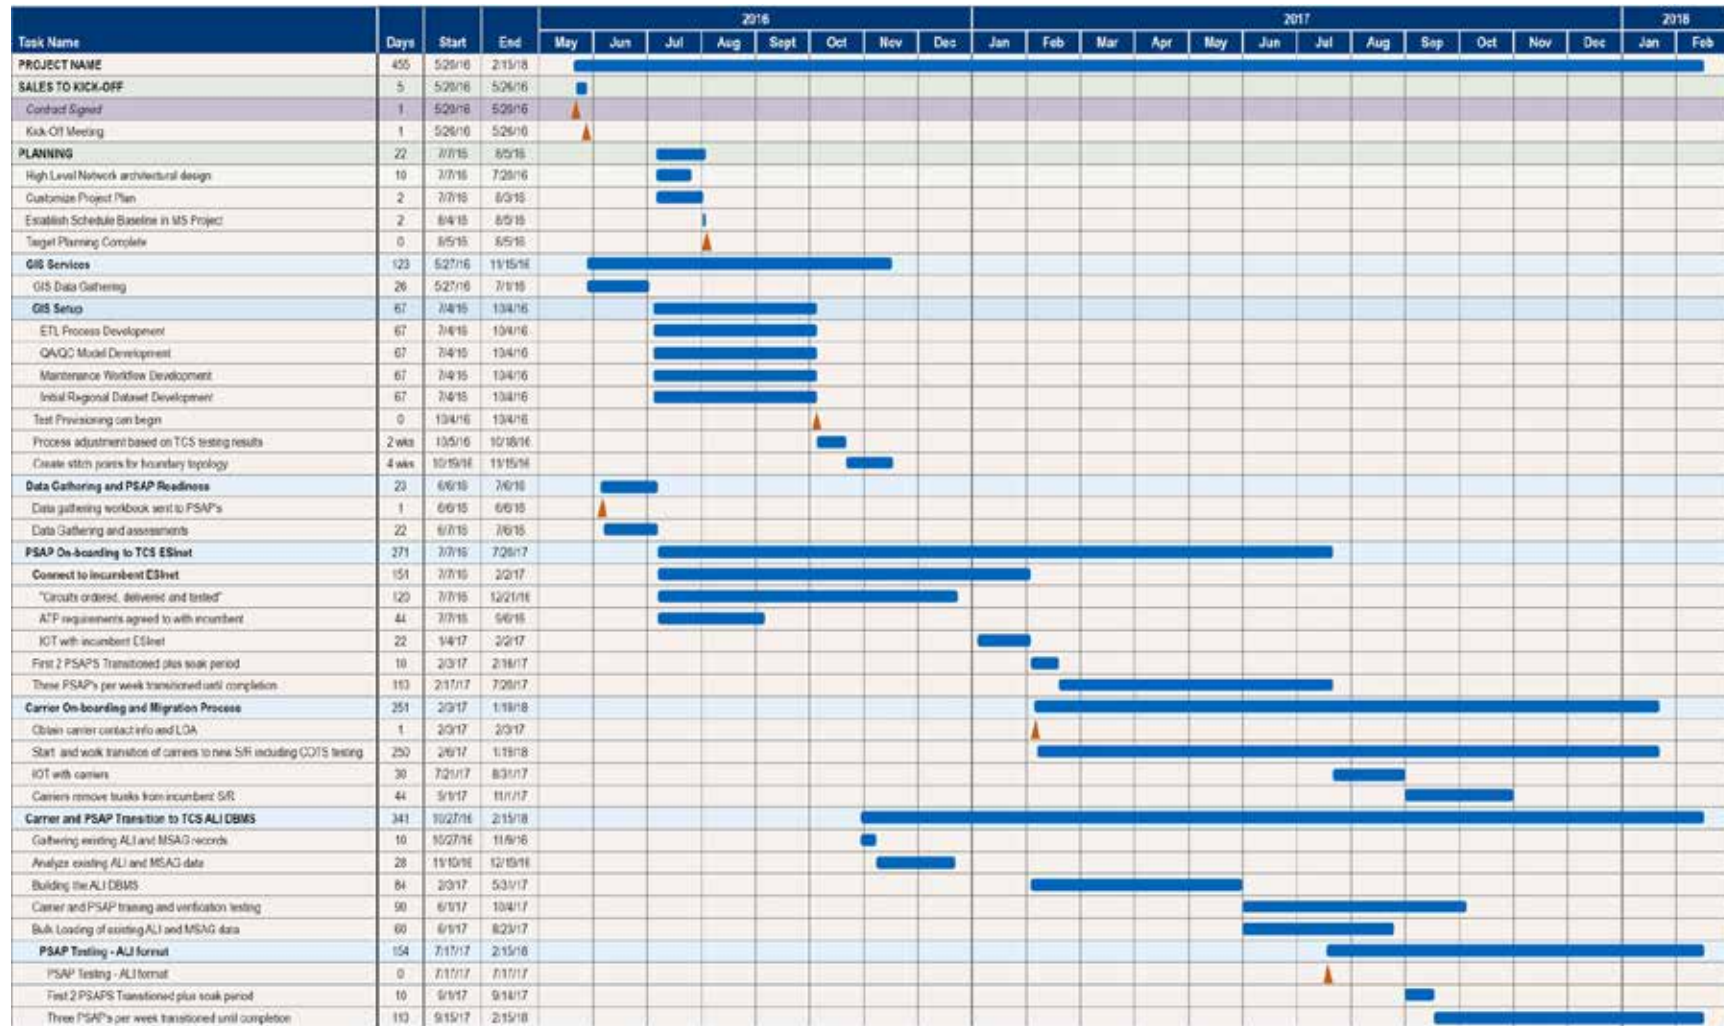 2016 2017 2018
Task Name Days Start End May Jun Jul Aug Sept Oct Nov Dec Jan Feb Mar Apr May Jun Jul Aug Sep Oct Nov Dec Jan Feb
PROJECT NAME 455 5/20/16 2/15/18
SALES TO KICK-OFF 5 5/20/16 5/26/16
Contract Signed 1 5/20/16 5/20/16
Kick-Off Meeting 1 5/26/16 5/26/16
PLANNING 22 7/7/16 8/5/16
High Level Network architectural design 10 7/7/16 7/20/16
Customize Project Plan 2 7/7/16 8/3/16
Establish Schedule Baseline in MS Project 2 8/4/16 8/5/16
Target Planning Complete 0 8/5/16 8/5/16
GIS Services 123 5/27/16 11/15/16
GIS Data Gathering 26 5/27/16 7/1/16
GIS Setup 67 7/4/16 10/4/16
ETL Process Development 67 7/4/16 10/4/16
QA/QC Model Development 67 7/4/16 10/4/16
Maintenance Workflow Development 67 7/4/16 10/4/16
Initial Regional Dataset Development 67 7/4/16 10/4/16
Test Provisioning can begin 0 10/4/16 10/4/16
Process adjustment based on TCS testing results 2 wks 10/5/16 10/18/16
Create stitch points for boundary topology 4 wks 10/19/16 11/15/16
Data Gathering and PSAP Readiness 23 6/6/16 7/6/16
Data gathering workbook sent to PSAP's 1 6/6/16 6/6/16
Data Gathering and assessments 22 6/7/16 7/6/16
PSAP On-boarding to TCS ESInet 271 7/7/16 7/20/17
Connect to incumbent ESInet 151 7/7/16 2/2/17
"Circuits ordered, delivered and tested" 120 7/7/16 12/21/16
ATP requirements agreed to with incumbent 44 7/7/16 9/6/16
IOT with incumbent ESInet 22 1/4/17 2/2/17
First 2 PSAPS Transitioned plus soak period 10 2/3/17 2/16/17
Three PSAP's per week transitioned until completion 110 2/17/17 7/20/17
Carrier On-boarding and Migration Process 251 2/3/17 1/19/18
Obtain carrier contact info and LOA 1 2/3/17 2/3/17
Start and work transition of carriers to new S/R including COTS testing 250 2/6/17 1/19/18
IOT with carriers 30 7/21/17 8/31/17
Carriers remove trunks from incumbent S/R 44 9/1/17 11/1/17
Carrier and PSAP Transition to TCS ALI DBMS 341 10/27/16 2/15/18
Gathering existing ALI and MSAG records 10 10/27/16 11/9/16
Analyze existing ALI and MSAG data 28 11/10/16 12/19/16
Building the ALI DBMS 84 2/3/17 5/31/17
Carrier and PSAP training and verification testing 90 6/1/17 10/4/17
Bulk Loading of existing ALI and MSAG data 60 6/1/17 8/23/17
PSAP Testing - ALI format 154 7/17/17 2/15/18
PSAP Testing - ALI format 0 7/17/17 7/17/17
First 2 PSAPS Transitioned plus soak period 10 9/1/17 9/14/17
Three PSAP's per week transitioned until completion 110 9/15/17 2/15/18